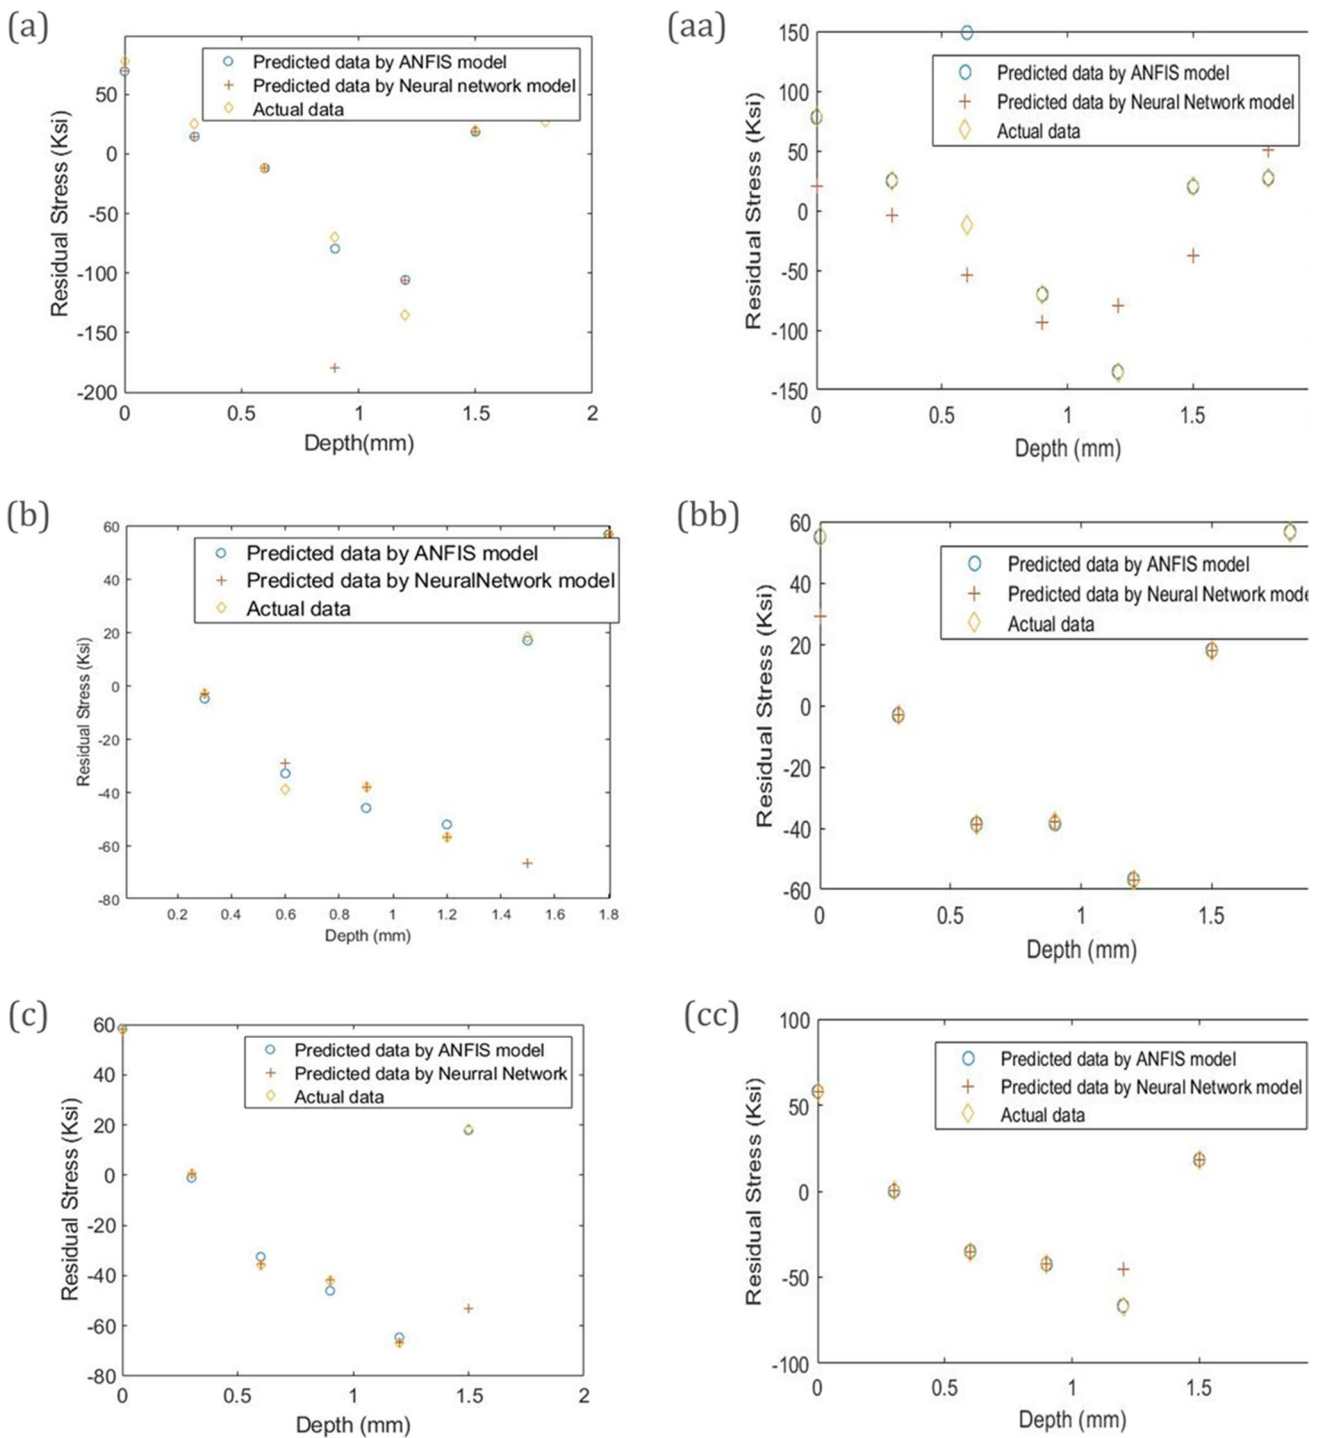 (a)
Predicted data by ANFIS model
Predicted data by Neural network model
Actual data
50
0
-50
-100
-150
-200
Residual Stress (Ksi)
0 0.5 1 1.5 2
Depth(mm)
(aa)
150
100
50
0
-50
-100
-150
Residual Stress (Ksi)
Predicted data by ANFIS model
Predicted data by Neural Network model
Actual data
0 0.5 1 1.5
Depth (mm)
(b)
60
40
20
0
-20
-40
-60
-80
Residual Stress (Ksi)
Predicted data by ANFIS model
Predicted data by NeuralNetwork model
Actual data
0.2 0.4 0.6 0.8 1 1.2 1.4 1.6 1.8
Depth (mm)
(bb)
60
40
20
0
-20
-40
-60
Residual Stress (Ksi)
Predicted data by ANFIS model
Predicted data by Neural Network mode
Actual data
0 0.5 1 1.5
Depth (mm)
(c)
60
40
20
0
-20
-40
-60
-80
Residual Stress (Ksi)
Predicted data by ANFIS model
Predicted data by Neurral Network
Actual data
0 0.5 1 1.5 2
Depth (mm)
(cc)
100
50
0
-50
-100
Residual Stress (Ksi)
Predicted data by ANFIS model
Predicted data by Neural Network model
Actual data
0 0.5 1 1.5
Depth (mm)